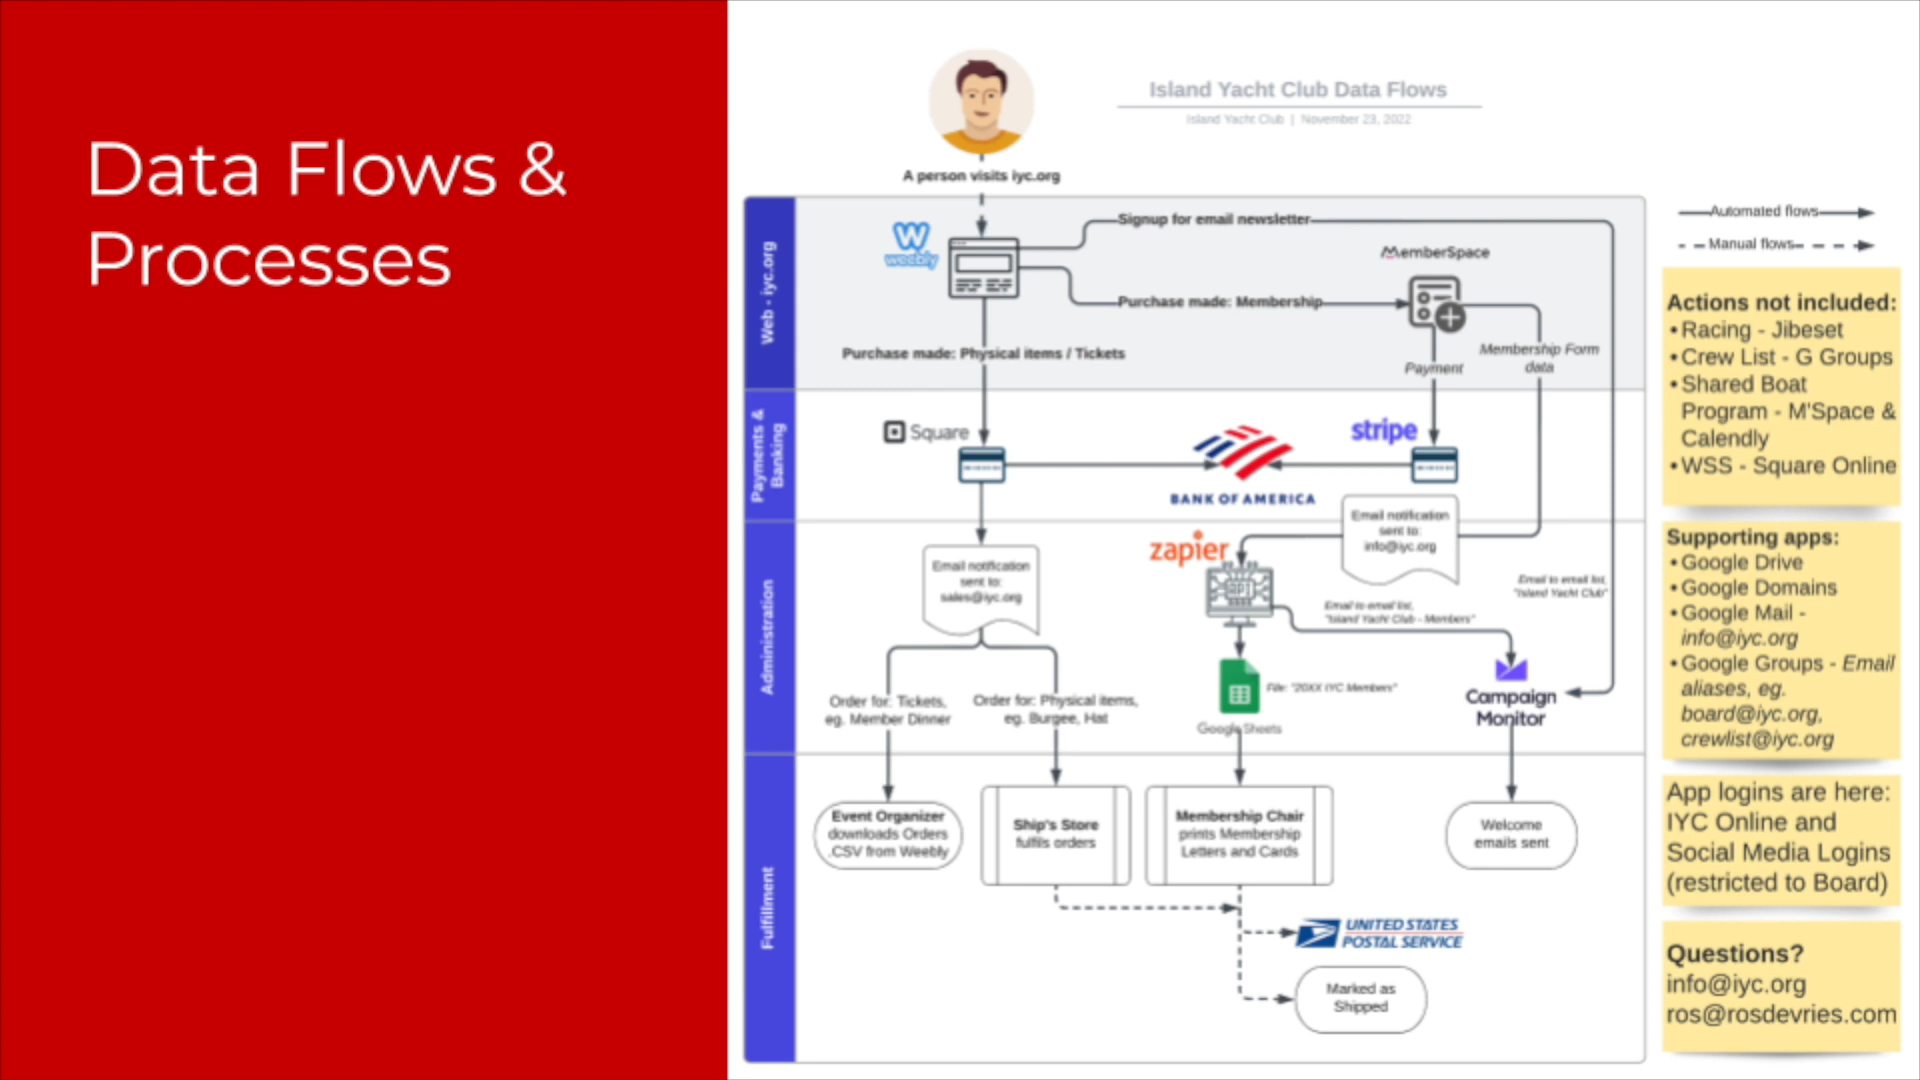 Data Flows &
Processes
Island Yacht Club Data Flows
Island Yacht Club | November 23, 2022
A person visits iyc.org
Web - iyc.org
W
weebly
Signup for email newsletter
MemberSpace
Purchase made: Membership
Purchase made: Physical items / Tickets
Payment
Membership Form
data
Payments &
Banking
Square
BANK OF AMERICA
stripe
Administration
Email notification
sent to:
sales@iyc.org
zapier
API
Email notification
sent to:
info@iyc.org
Email to email list,
"Island Yacht Club"
Email to email list,
"Island Yacht Club - Members"
Order for: Tickets,
eg. Member Dinner
Order for: Physical items,
eg. Burgee, Hat
File: "20XX IYC Members"
Google Sheets
Campaign
Monitor
Fulfillment
Event Organizer
downloads Orders
.CSV from Weebly
Ship's Store
fulfils orders
Membership Chair
prints Membership
Letters and Cards
Welcome
emails sent
UNITED STATES
POSTAL SERVICE
Marked as
Shipped
Automated flows
Manual flows
Actions not included:
• Racing - Jibeset
• Crew List - G Groups
• Shared Boat
Program - M'Space &
Calendly
• WSS - Square Online
Supporting apps:
• Google Drive
• Google Domains
• Google Mail -
info@iyc.org
• Google Groups - Email
aliases, eg.
board@iyc.org,
crewlist@iyc.org
App logins are here:
IYC Online and
Social Media Logins
(restricted to Board)
Questions?
info@iyc.org
ros@rosdevries.com